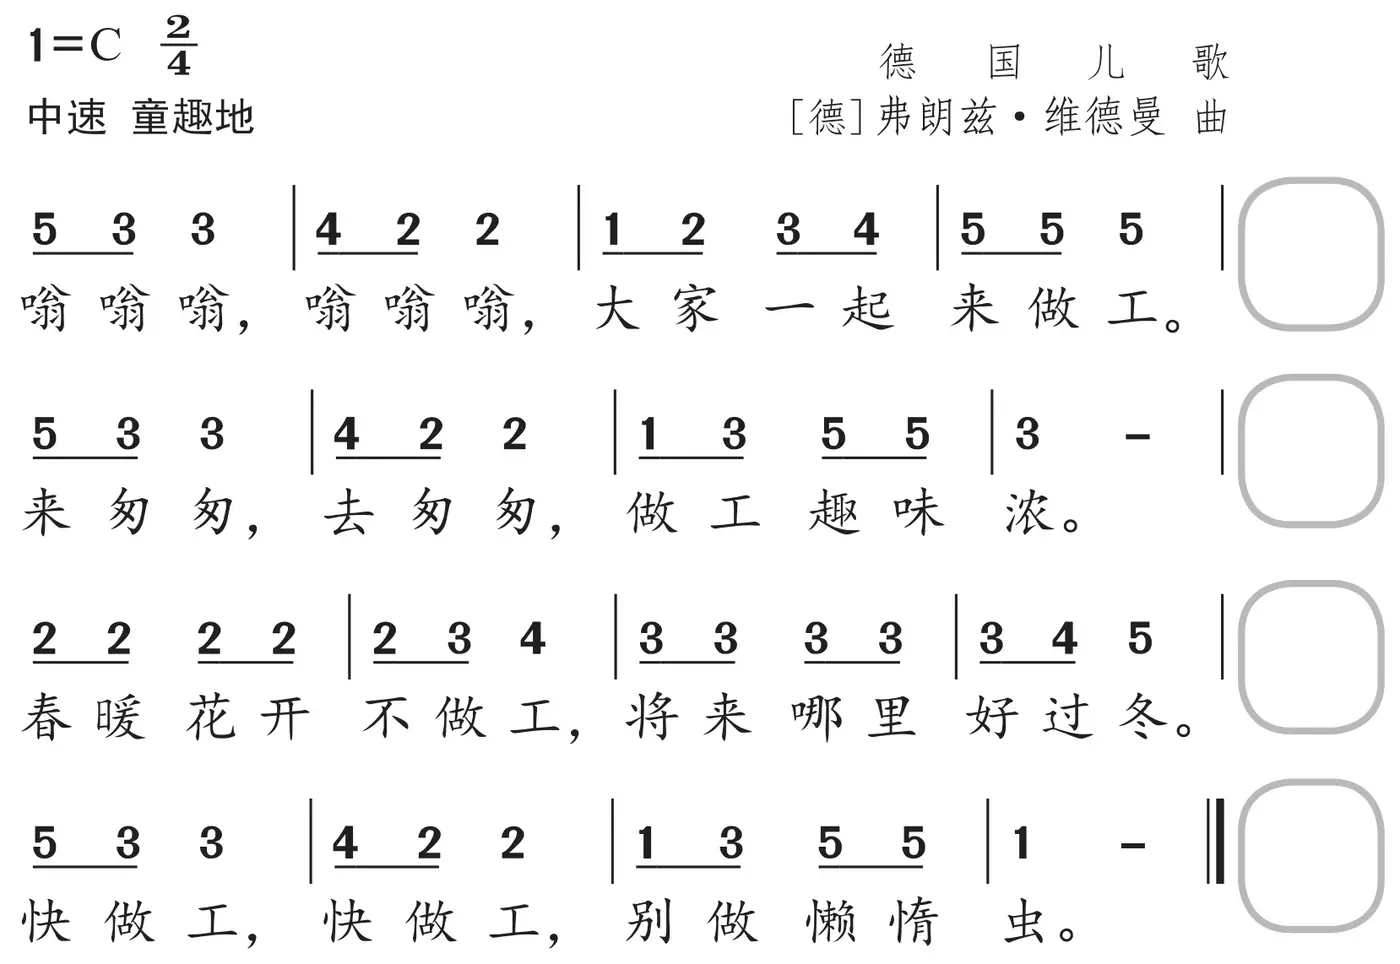 1=C 2/4
德国儿歌
中速 童趣地
[德]弗朗兹·维德曼 曲
5 3 3 | 4 2 2 | 1 2 3 4 | 5 5 5 |
嗡嗡嗡，嗡嗡嗡，大家一起来做工。
5 3 3 | 4 2 2 | 1 3 5 5 | 3 – |
来匆匆，去匆匆，做工趣味浓。
2 2 2 2 | 2 3 4 | 3 3 3 3 | 3 4 5 |
春暖花开不做工，将来哪里好过冬。
5 3 3 | 4 2 2 | 1 3 5 5 | 1 – ‖
快做工，快做工，别做懒惰虫。